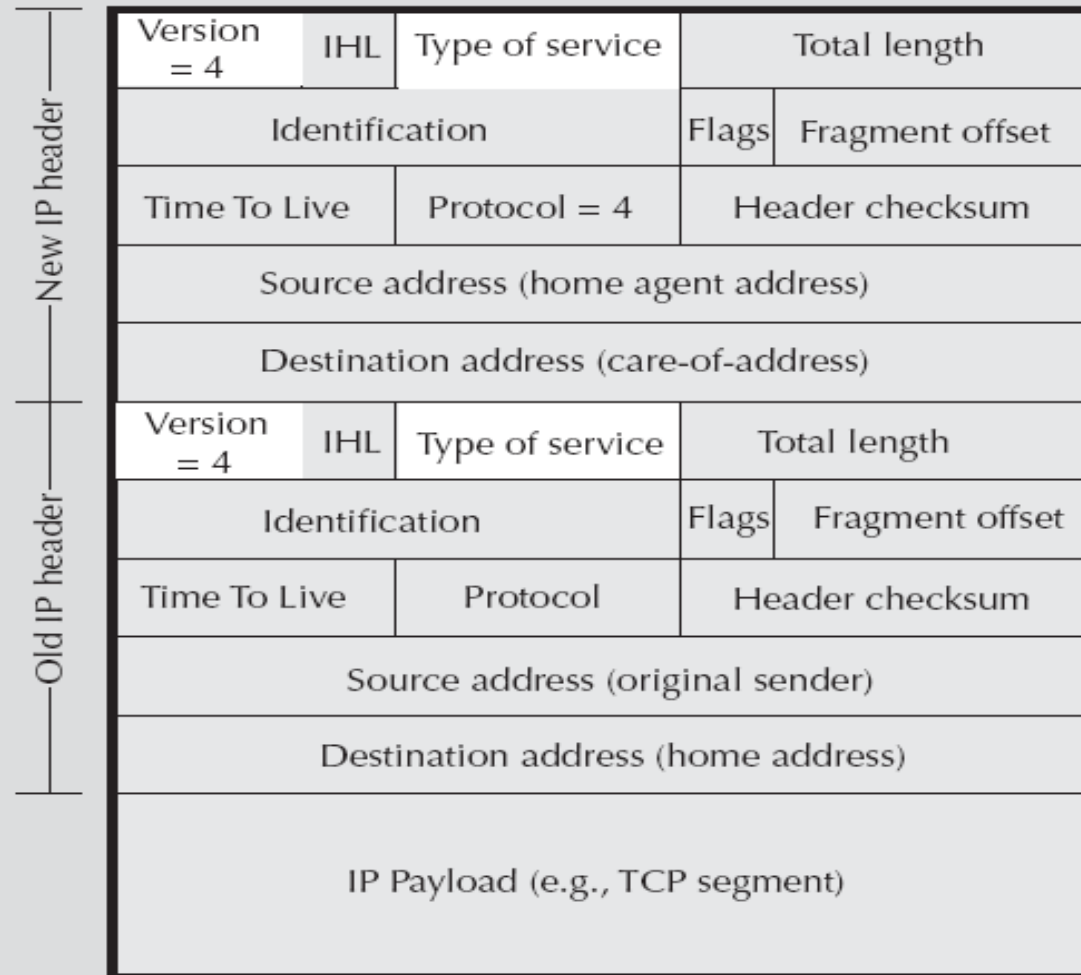 New IP header
Version
= 4
IHL
Type of service
Total length
Identification
Flags
Fragment offset
Time To Live
Protocol = 4
Header checksum
Source address (home agent address)
Destination address (care-of-address)
Old IP header
Version
= 4
IHL
Type of service
Total length
Identification
Flags
Fragment offset
Time To Live
Protocol
Header checksum
Source address (original sender)
Destination address (home address)
IP Payload (e.g., TCP segment)